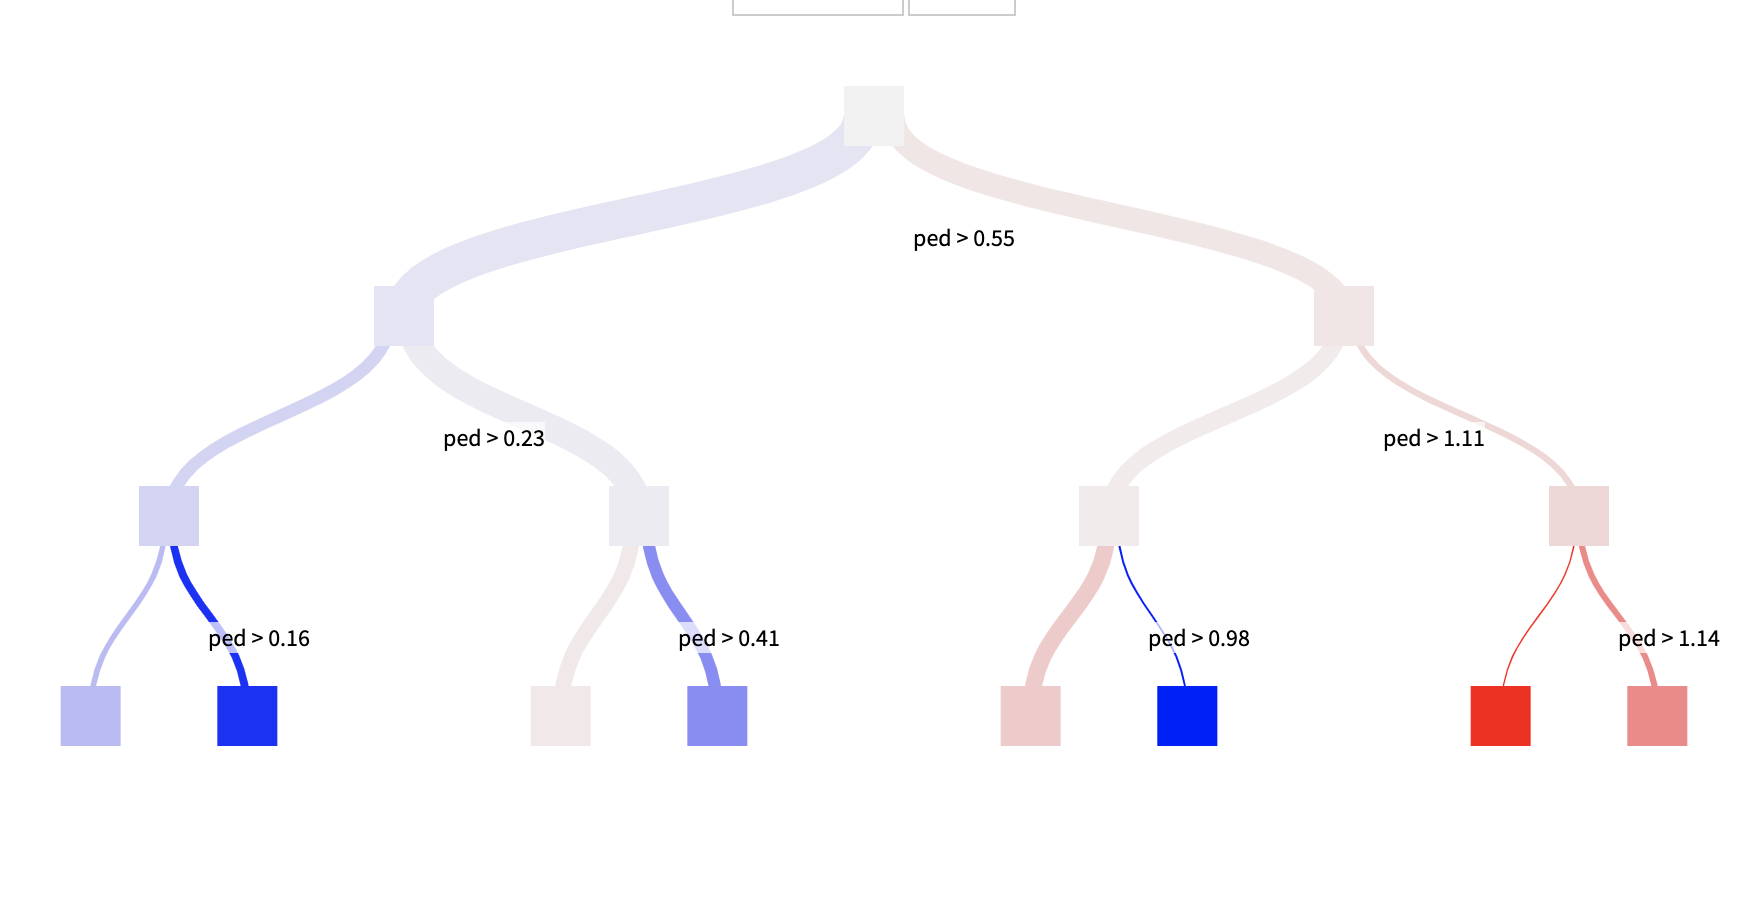 ped > 0.55
ped > 0.23
ped > 1.11
ped > 0.16
ped > 0.41
ped > 0.98
ped > 1.14